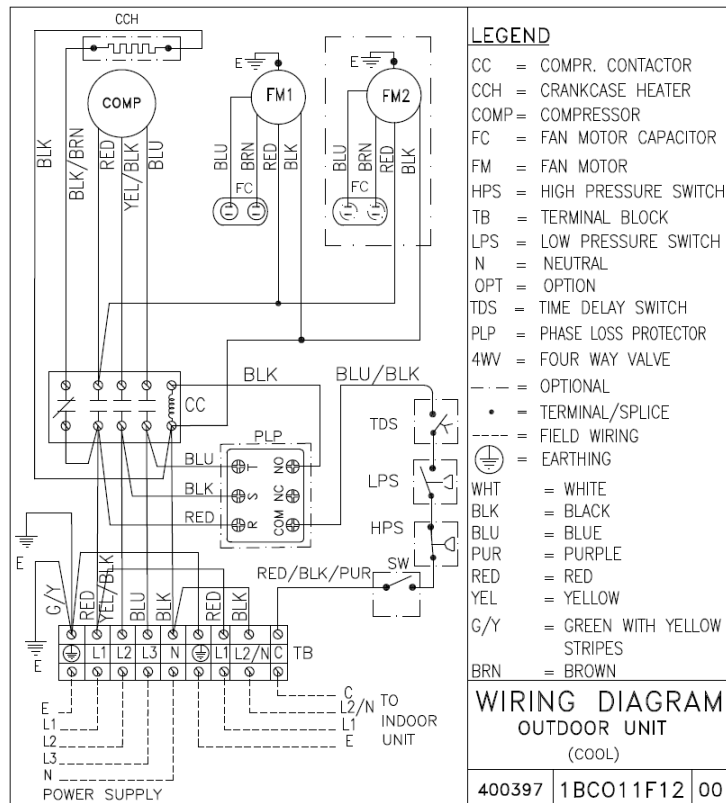 CCH
COMP
E
FM1
E
FM2
BLK
BLK/BRN
RED
YEL/BLK
BLU
BLU
BRN
RED
BLK
BLU
BRN
RED
BLK
FC
FC
CC
BLK
BLU/BLK
PLP
TDS
BLU
T
NO
BLK
S
NC
RED
R
COM
LPS
HPS
SW
RED/BLK/PUR
E
E
G/Y
RED
YEL/BLK
BLU
BLK
RED
BLK
L1
L2
L3
N
L1
L2/N
C
TB
E
L1
L2
L3
N
POWER SUPPLY
C
L2/N
L1
E
TO
INDOOR
UNIT
LEGEND
CC = COMPR. CONTACTOR
CCH = CRANKCASE HEATER
COMP = COMPRESSOR
FC = FAN MOTOR CAPACITOR
FM = FAN MOTOR
HPS = HIGH PRESSURE SWITCH
TB = TERMINAL BLOCK
LPS = LOW PRESSURE SWITCH
N = NEUTRAL
OPT = OPTION
TDS = TIME DELAY SWITCH
PLP = PHASE LOSS PROTECTOR
4WV = FOUR WAY VALVE
= OPTIONAL
= TERMINAL/SPLICE
= FIELD WIRING
= EARTHING
WHT = WHITE
BLK = BLACK
BLU = BLUE
PUR = PURPLE
RED = RED
YEL = YELLOW
G/Y = GREEN WITH YELLOW
STRIPES
BRN = BROWN
WIRING DIAGRAM
OUTDOOR UNIT
(COOL)
400397 1BC011F12 00